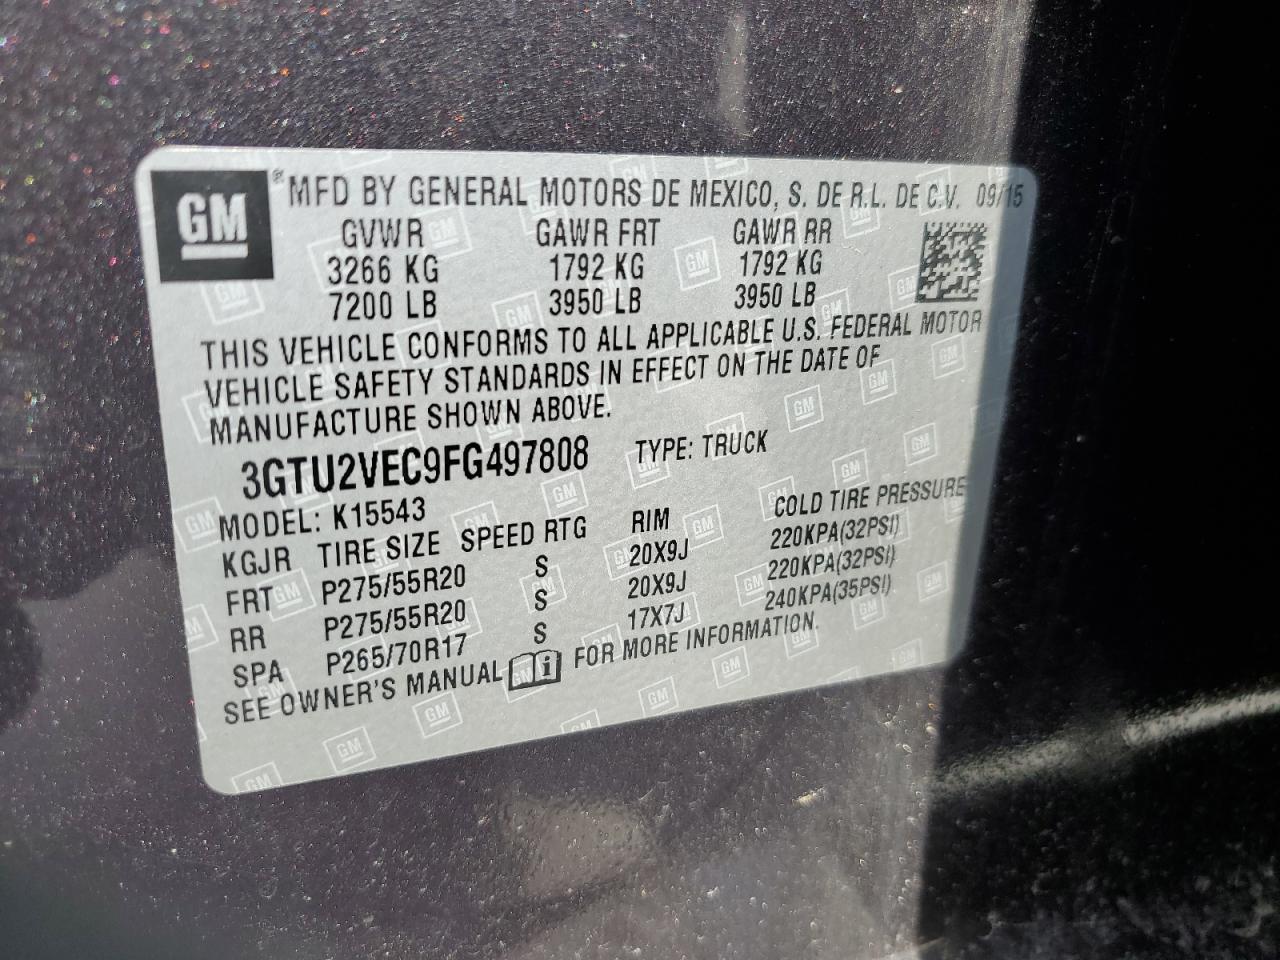 GM ® MFD BY GENERAL MOTORS DE MEXICO, S. DE R.L. DE C.V. 09/15
GVWR GAWR FRT GAWR RR
3266 KG 1792 KG 1792 KG
7200 LB 3950 LB 3950 LB
THIS VEHICLE CONFORMS TO ALL APPLICABLE U.S. FEDERAL MOTOR
VEHICLE SAFETY STANDARDS IN EFFECT ON THE DATE OF
MANUFACTURE SHOWN ABOVE.
3GTU2VEC9FG497808 TYPE: TRUCK
MODEL: K15543
KGJR TIRE SIZE SPEED RTG RIM COLD TIRE PRESSURE
FRT P275/55R20 S 20X9J 220KPA(32PSI)
RR P275/55R20 S 20X9J 220KPA(32PSI)
SPA P265/70R17 S 17X7J 240KPA(35PSI)
SEE OWNER'S MANUAL i FOR MORE INFORMATION.